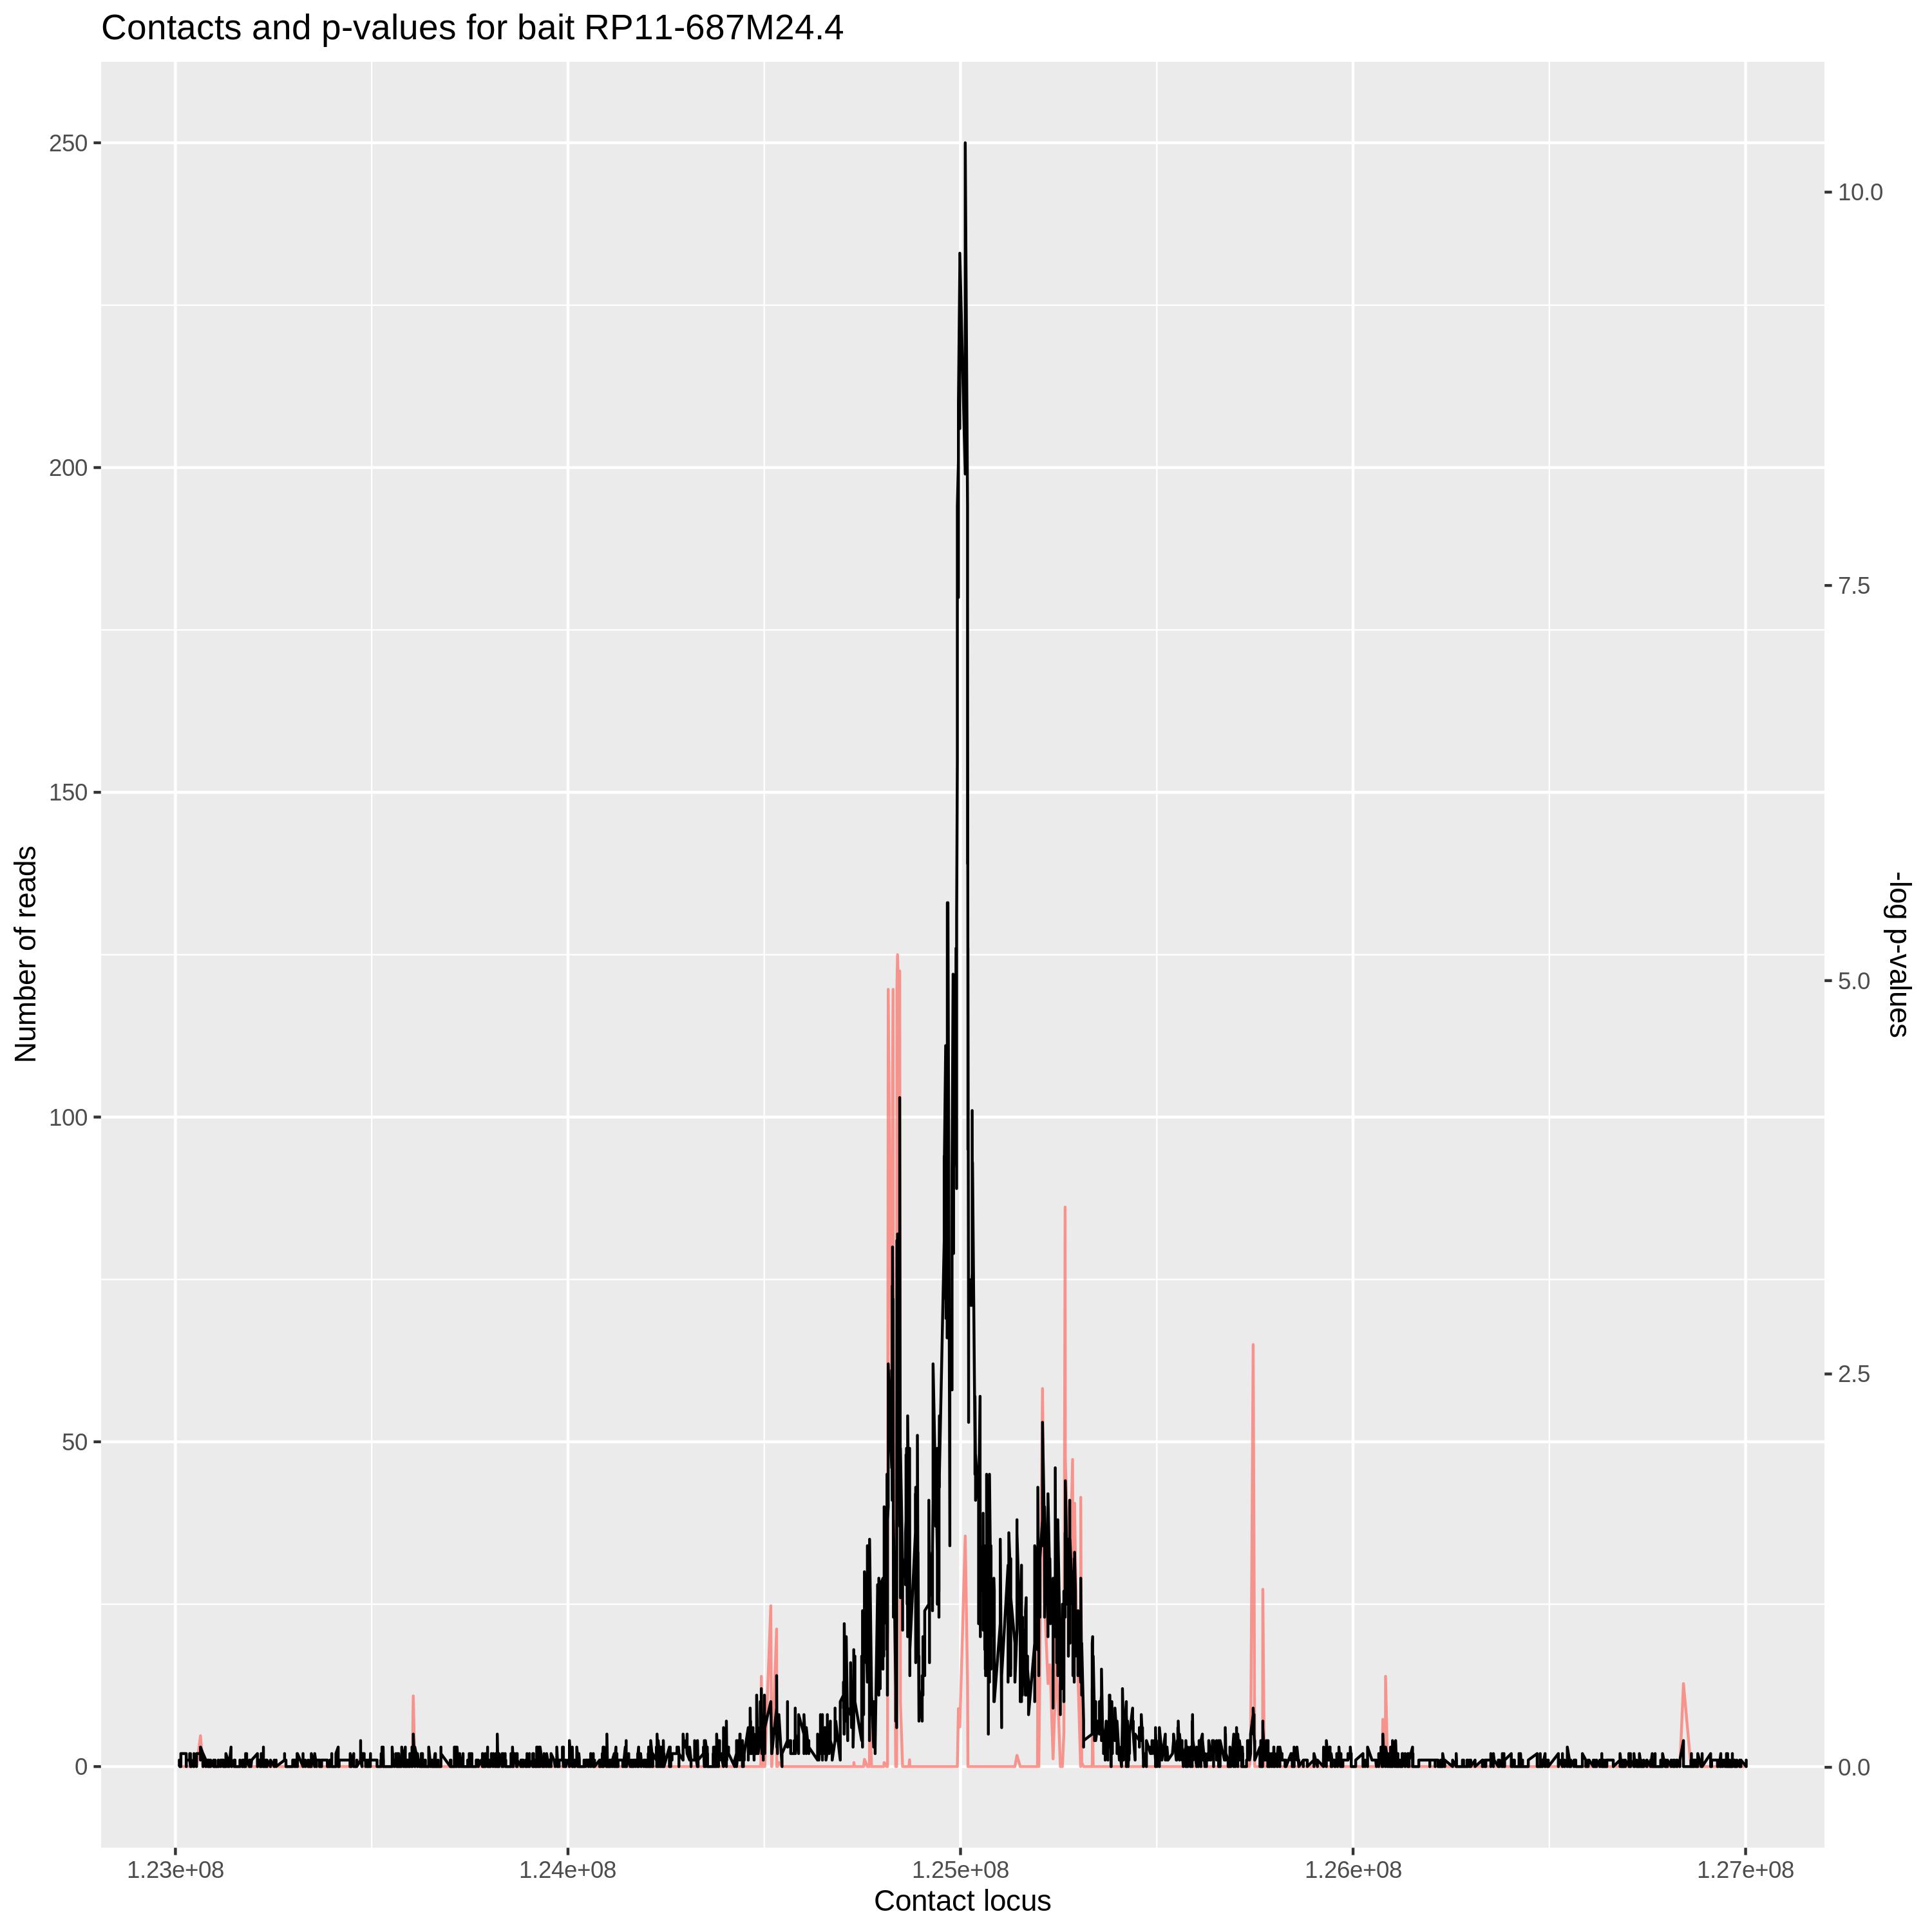 Contacts and p-values for bait RP11-687M24.4
250
200
150
100
50
0
Number of reads
10.0
7.5
5.0
2.5
0.0
-log p-values
1.23e+08
1.24e+08
1.25e+08
1.26e+08
1.27e+08
Contact locus